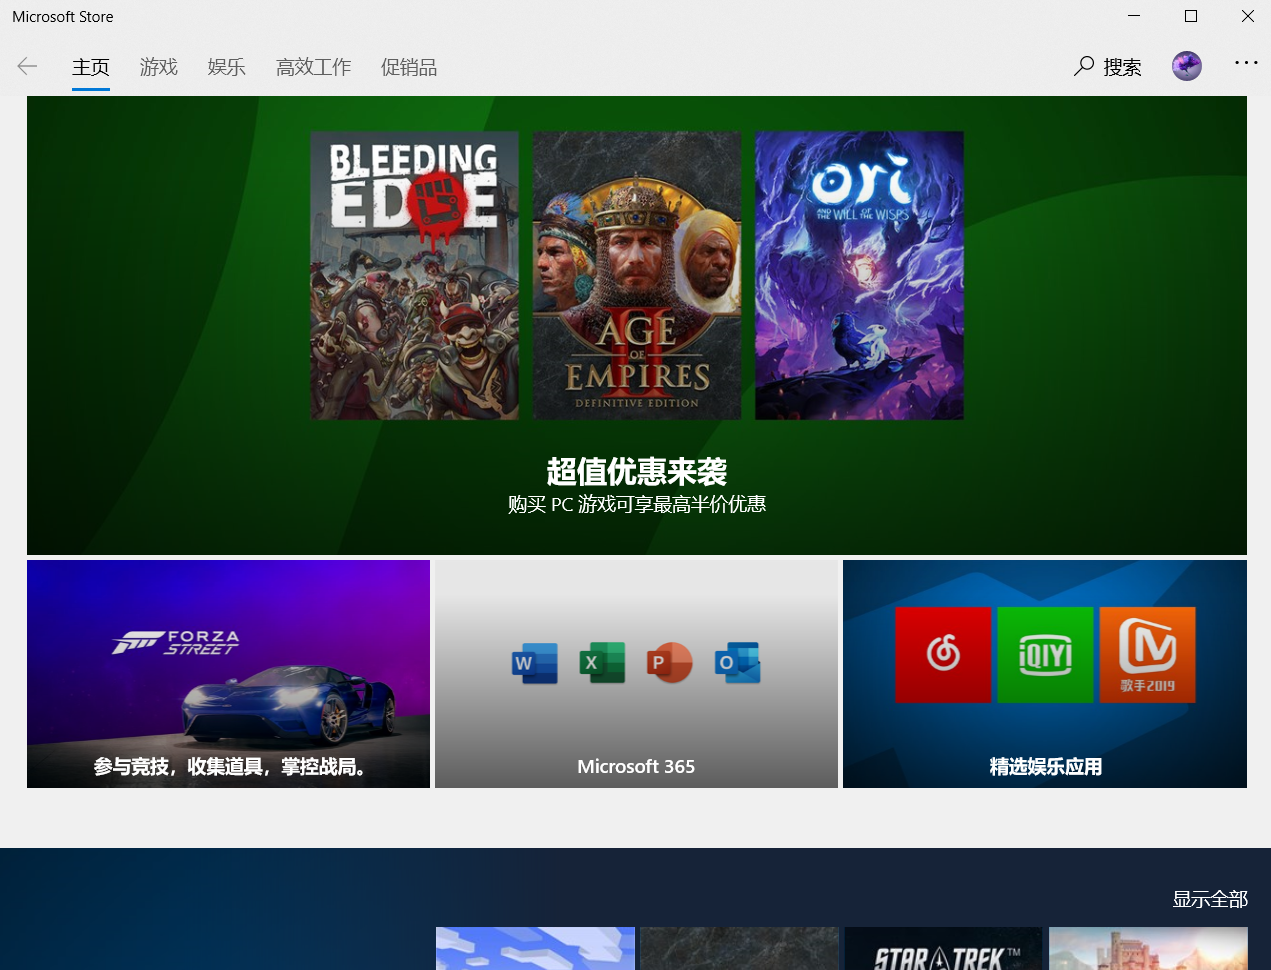 Microsoft Store
主页
游戏
娱乐
高效工作
促销品
搜索
BLEEDING
EDGE
AGE
OF
EMPIRES
II
DEFINITIVE EDITION
ori
AND THE WILL OF THE WISPS
超值优惠来袭
购买 PC 游戏可享最高半价优惠
FORZA
STREET
参与竞技，收集道具，掌控战局。
W
X
P
O
Microsoft 365
iQIYI
歌手2019
精选娱乐应用
显示全部
STAR TREK™